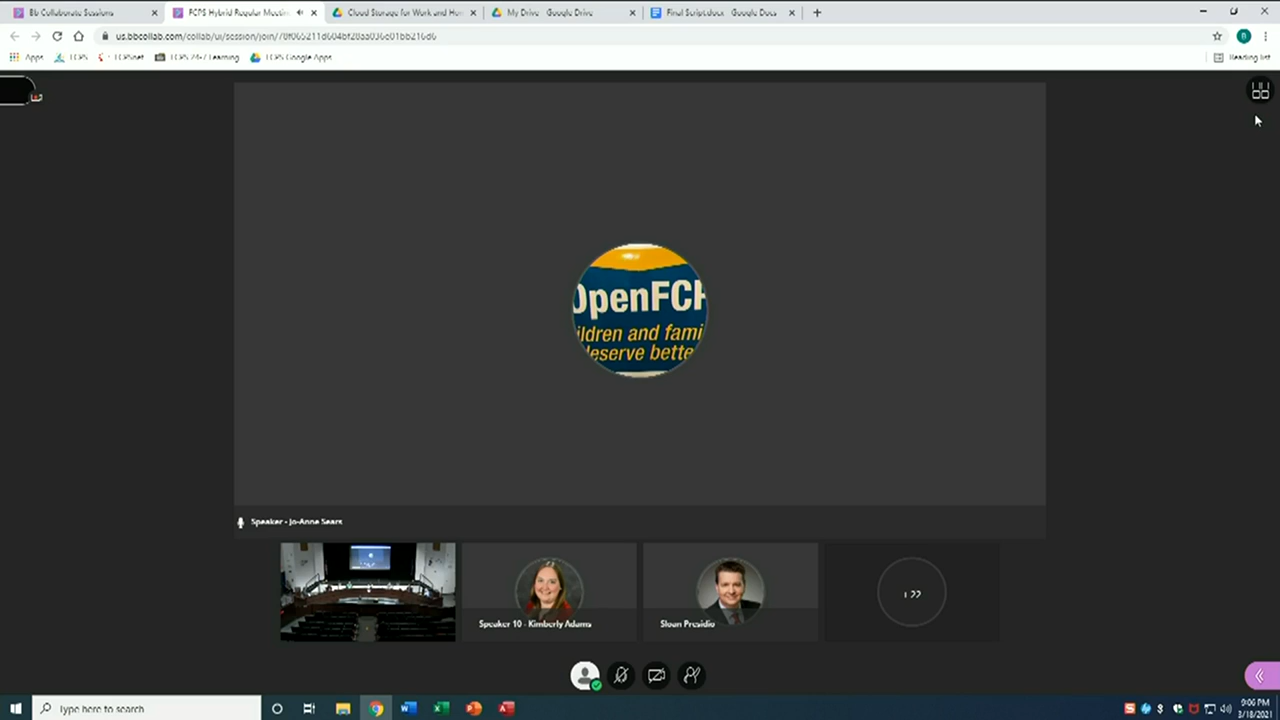 Bb Collaborate Sessions
FCPS Hybrid Regular Meetin
Cloud Storage for Work and Hom
My Drive - Google Drive
Final Script.docx - Google Docs
Apps
FCPS
FCPSnet
FCPS 24-7 Learning
FCPS Google Apps
Reading list
OpenFCP
ildren and fami
deserve bette
Speaker - Jo-Anne Sears
Speaker 10 - Kimberly Adams
Sloan Presidio
+22
Type here to search
9:06 PM
3/18/2021